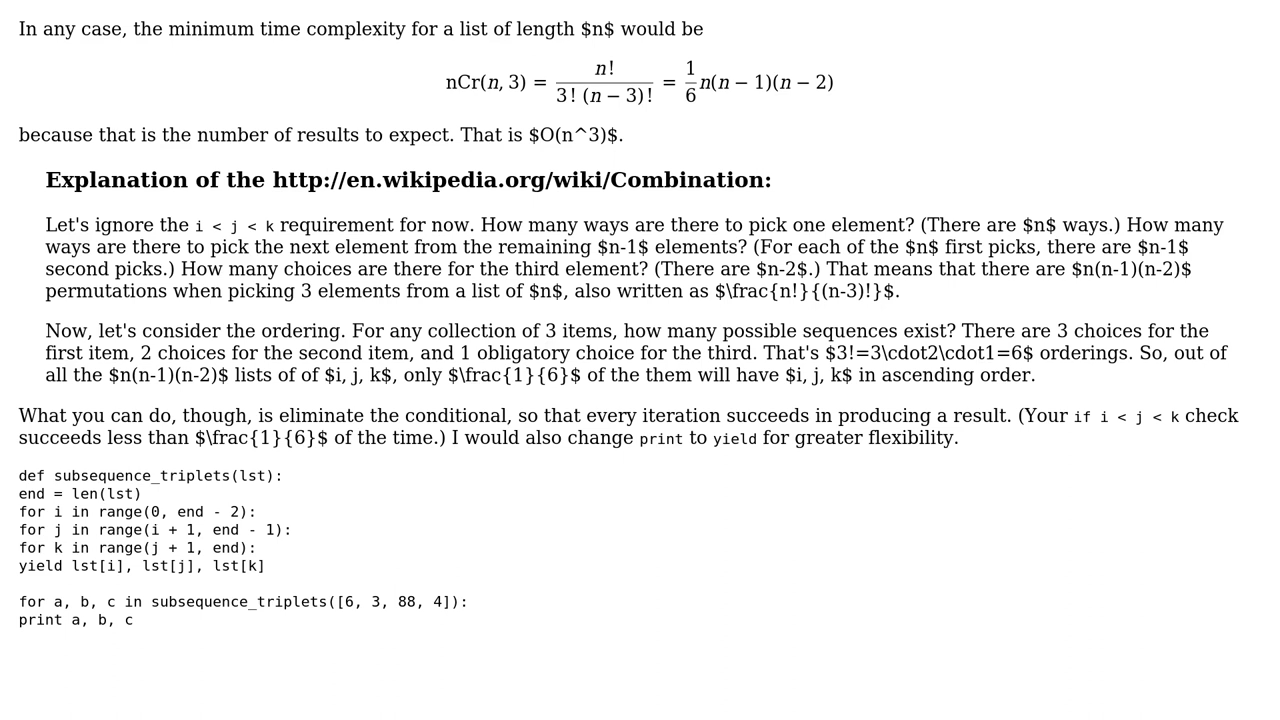 In any case, the minimum time complexity for a list of length $n$ would be
nCr(n, 3) = \frac{n!}{3! (n − 3)!} = \frac{1}{6} n(n − 1)(n − 2)
because that is the number of results to expect. That is $O(n^3)$.
Explanation of the http://en.wikipedia.org/wiki/Combination:
Let's ignore the i < j < k requirement for now. How many ways are there to pick one element? (There are $n$ ways.) How many
ways are there to pick the next element from the remaining $n-1$ elements? (For each of the $n$ first picks, there are $n-1$
second picks.) How many choices are there for the third element? (There are $n-2$.) That means that there are $n(n-1)(n-2)$
permutations when picking 3 elements from a list of $n$, also written as $\frac{n!}{(n-3)!}$.
Now, let's consider the ordering. For any collection of 3 items, how many possible sequences exist? There are 3 choices for the
first item, 2 choices for the second item, and 1 obligatory choice for the third. That's $3!=3\cdot2\cdot1=6$ orderings. So, out of
all the $n(n-1)(n-2)$ lists of of $i, j, k$, only $\frac{1}{6}$ of the them will have $i, j, k$ in ascending order.
What you can do, though, is eliminate the conditional, so that every iteration succeeds in producing a result. (Your if i < j < k check
succeeds less than $\frac{1}{6}$ of the time.) I would also change print to yield for greater flexibility.
def subsequence_triplets(lst):
end = len(lst)
for i in range(0, end - 2):
for j in range(i + 1, end - 1):
for k in range(j + 1, end):
yield lst[i], lst[j], lst[k]
for a, b, c in subsequence_triplets([6, 3, 88, 4]):
print a, b, c